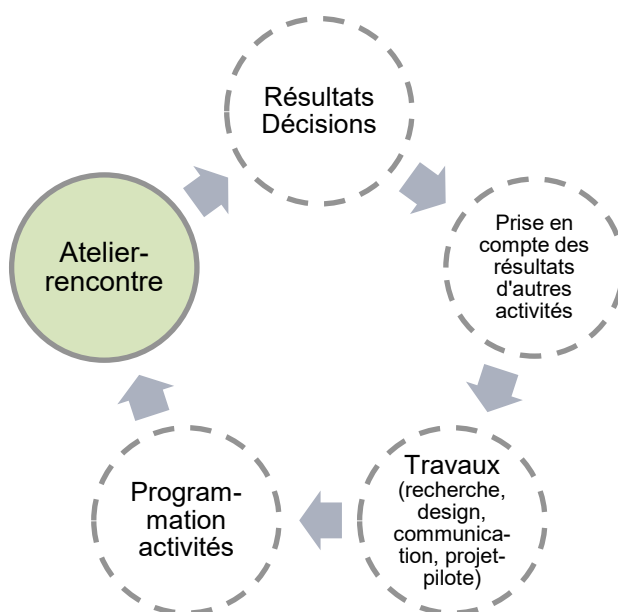 Résultats
Décisions
Prise en
compte des
résultats
d'autres
activités
Travaux
(recherche,
design,
communica-
tion, projet-
pilote)
Program-
mation
activités
Atelier-
rencontre